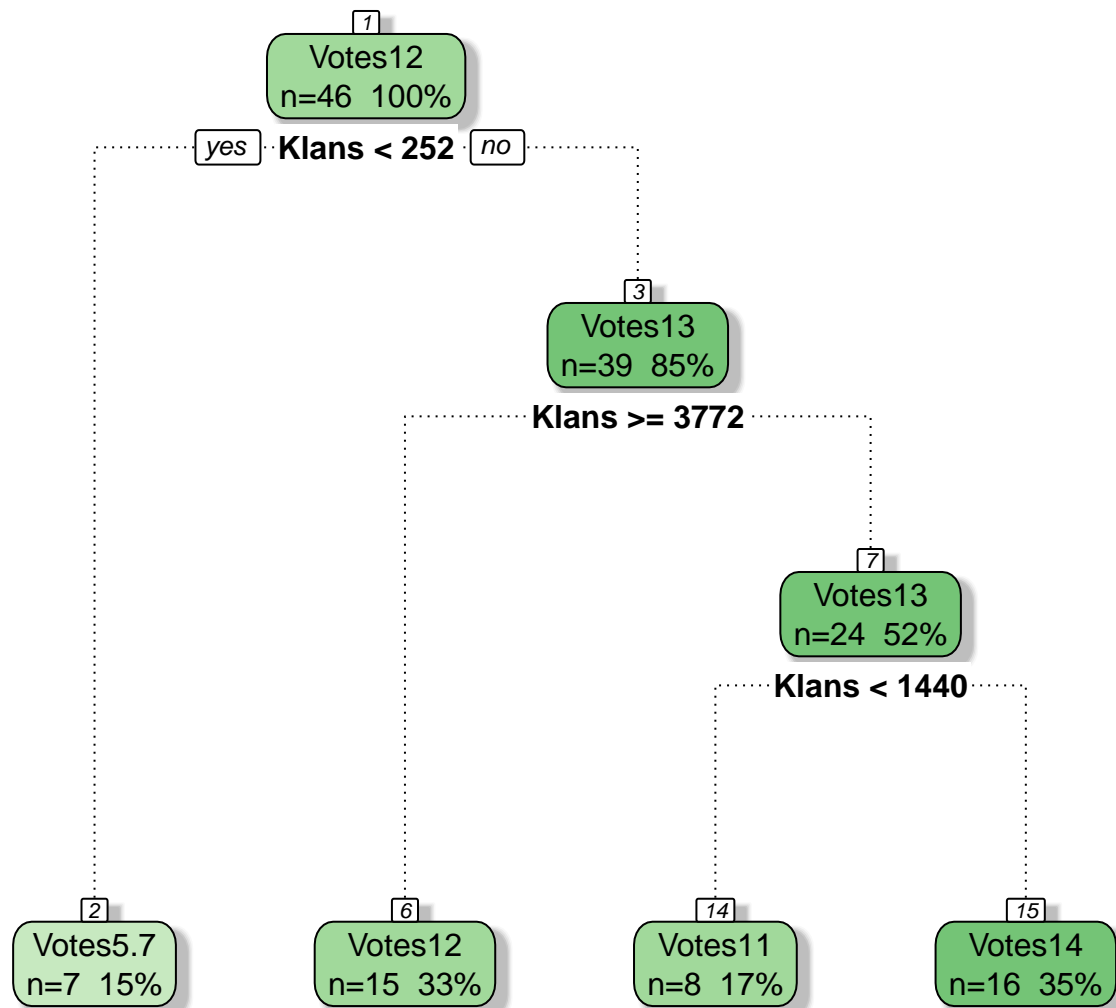 1
Votes12
n=46 100%
yes Klans < 252 no
3
Votes13
n=39 85%
Klans >= 3772
7
Votes13
n=24 52%
Klans < 1440
2
Votes5.7
n=7 15%
6
Votes12
n=15 33%
14
Votes11
n=8 17%
15
Votes14
n=16 35%